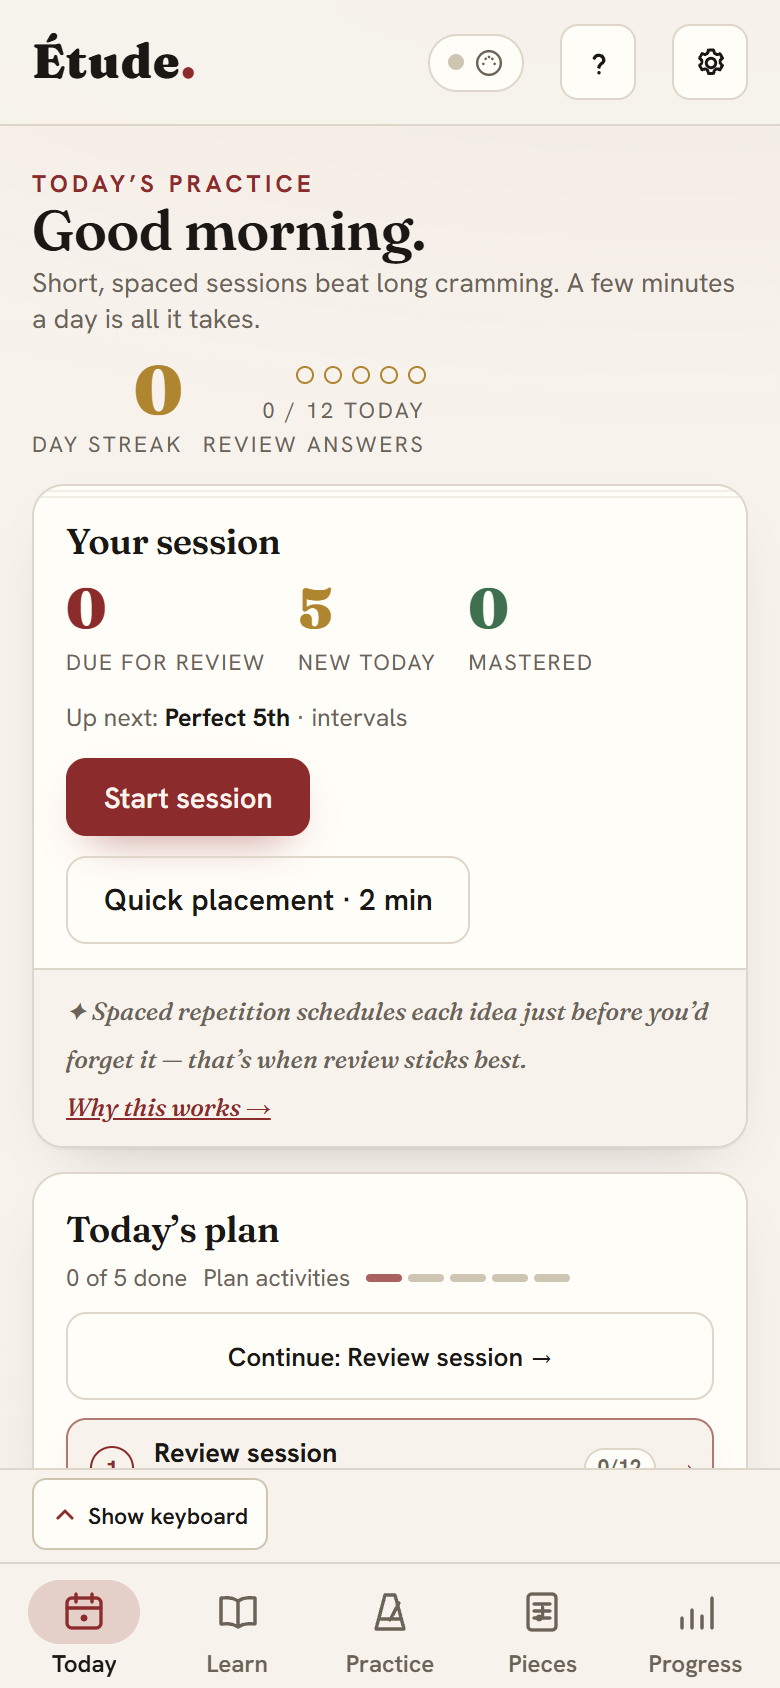 Étude.
?
TODAY’S PRACTICE
Good morning.
Short, spaced sessions beat long cramming. A few minutes
a day is all it takes.
0
DAY STREAK
0 / 12 TODAY
REVIEW ANSWERS
Your session
0
DUE FOR REVIEW
5
NEW TODAY
0
MASTERED
Up next: Perfect 5th · intervals
Start session
Quick placement · 2 min
✦ Spaced repetition schedules each idea just before you’d
forget it — that’s when review sticks best.
Why this works →
Today’s plan
0 of 5 done Plan activities
Continue: Review session →
1
Review session
0/12
Show keyboard
Today
Learn
Practice
Pieces
Progress